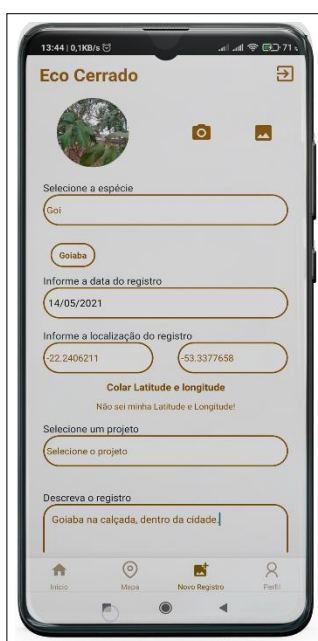 13:44 | 0,1KB/s
71
Eco Cerrado
Selecione a espécie
Goi
Goiaba
Informe a data do registro
14/05/2021
Informe a localização do registro
-22.2406211
-53.3377658
Colar Latitude e longitude
Não sei minha Latitude e Longitude!
Selecione um projeto
Selecione o projeto
Descreva o registro
Goiaba na calçada, dentro da cidade.
Início
Mapa
Novo Registro
Perfil